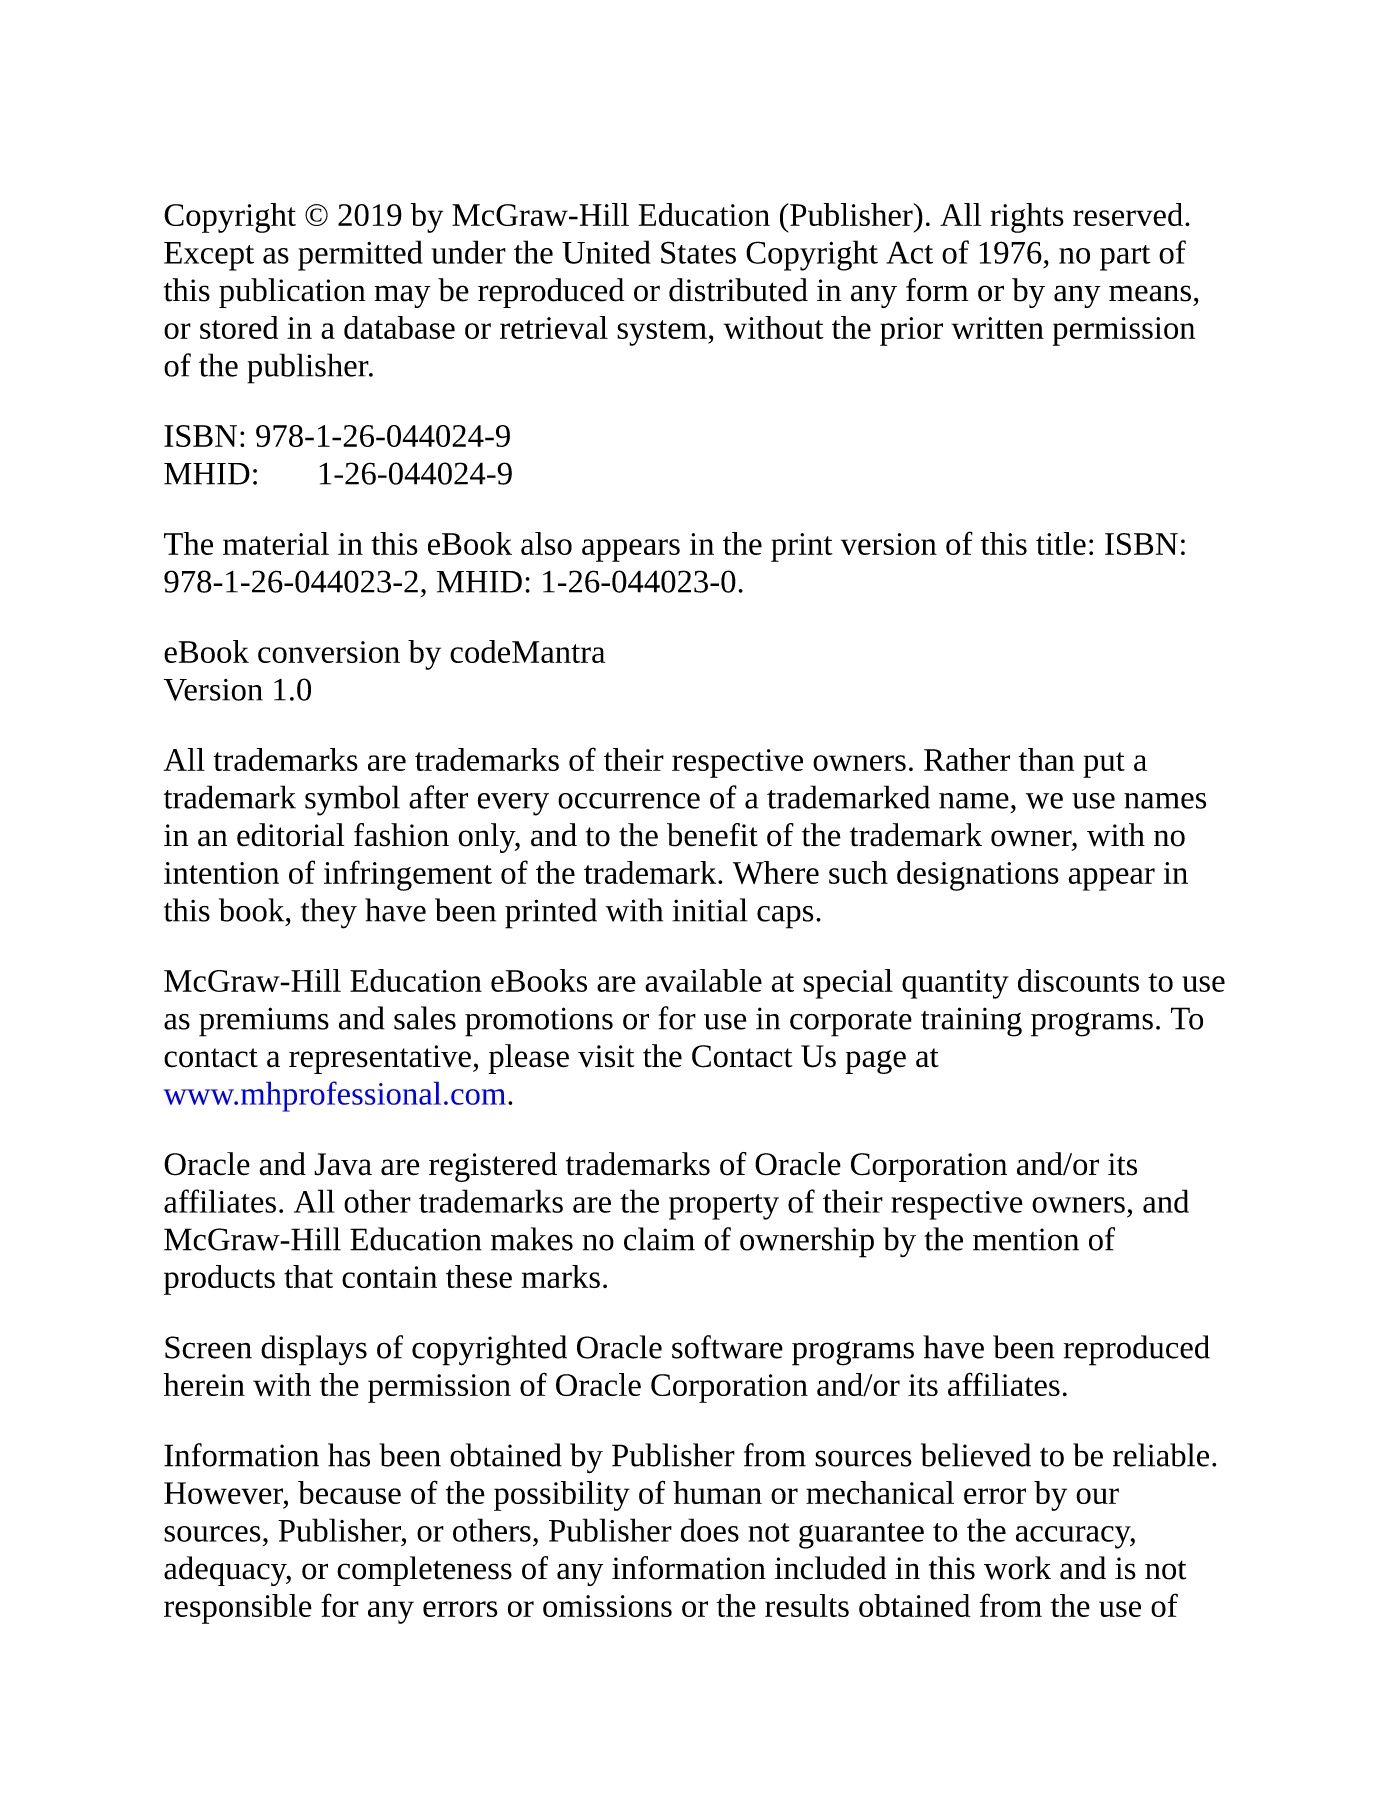 Copyright © 2019 by McGraw-Hill Education (Publisher). All rights reserved.
Except as permitted under the United States Copyright Act of 1976, no part of
this publication may be reproduced or distributed in any form or by any means,
or stored in a database or retrieval system, without the prior written permission
of the publisher.
ISBN: 978-1-26-044024-9
MHID: 1-26-044024-9
The material in this eBook also appears in the print version of this title: ISBN:
978-1-26-044023-2, MHID: 1-26-044023-0.
eBook conversion by codeMantra
Version 1.0
All trademarks are trademarks of their respective owners. Rather than put a
trademark symbol after every occurrence of a trademarked name, we use names
in an editorial fashion only, and to the benefit of the trademark owner, with no
intention of infringement of the trademark. Where such designations appear in
this book, they have been printed with initial caps.
McGraw-Hill Education eBooks are available at special quantity discounts to use
as premiums and sales promotions or for use in corporate training programs. To
contact a representative, please visit the Contact Us page at
www.mhprofessional.com.
Oracle and Java are registered trademarks of Oracle Corporation and/or its
affiliates. All other trademarks are the property of their respective owners, and
McGraw-Hill Education makes no claim of ownership by the mention of
products that contain these marks.
Screen displays of copyrighted Oracle software programs have been reproduced
herein with the permission of Oracle Corporation and/or its affiliates.
Information has been obtained by Publisher from sources believed to be reliable.
However, because of the possibility of human or mechanical error by our
sources, Publisher, or others, Publisher does not guarantee to the accuracy,
adequacy, or completeness of any information included in this work and is not
responsible for any errors or omissions or the results obtained from the use of